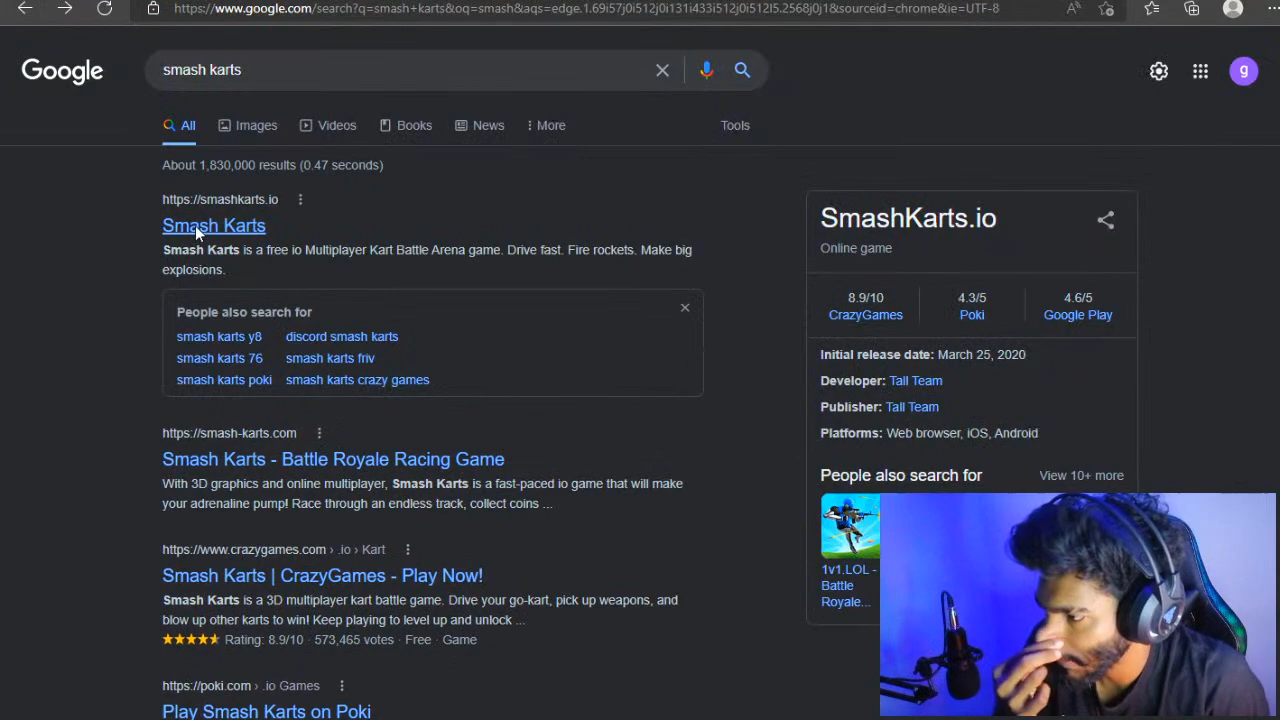 https://www.google.com/search?q=smash+karts&oq=smash&aqs=edge.1.69i57j0i512j0i131i433i512j0i512l5.2568j0j1&sourceid=chrome&ie=UTF-8
Google
smash karts
g
All
Images
Videos
Books
News
More
Tools
About 1,830,000 results (0.47 seconds)
https://smashkarts.io
Smash Karts
Smash Karts is a free io Multiplayer Kart Battle Arena game. Drive fast. Fire rockets. Make big
explosions.
People also search for
smash karts y8
discord smash karts
smash karts 76
smash karts friv
smash karts poki
smash karts crazy games
https://smash-karts.com
Smash Karts - Battle Royale Racing Game
With 3D graphics and online multiplayer, Smash Karts is a fast-paced io game that will make
your adrenaline pump! Race through an endless track, collect coins ...
https://www.crazygames.com › .io › Kart
Smash Karts | CrazyGames - Play Now!
Smash Karts is a 3D multiplayer kart battle game. Drive your go-kart, pick up weapons, and
blow up other karts to win! Keep playing to level up and unlock ...
Rating: 8.9/10 · 573,465 votes · Free · Game
https://poki.com › .io Games
Play Smash Karts on Poki
SmashKarts.io
Online game
8.9/10
CrazyGames
4.3/5
Poki
4.6/5
Google Play
Initial release date: March 25, 2020
Developer: Tall Team
Publisher: Tall Team
Platforms: Web browser, iOS, Android
People also search for
View 10+ more
1v1.LOL -
Battle
Royale...